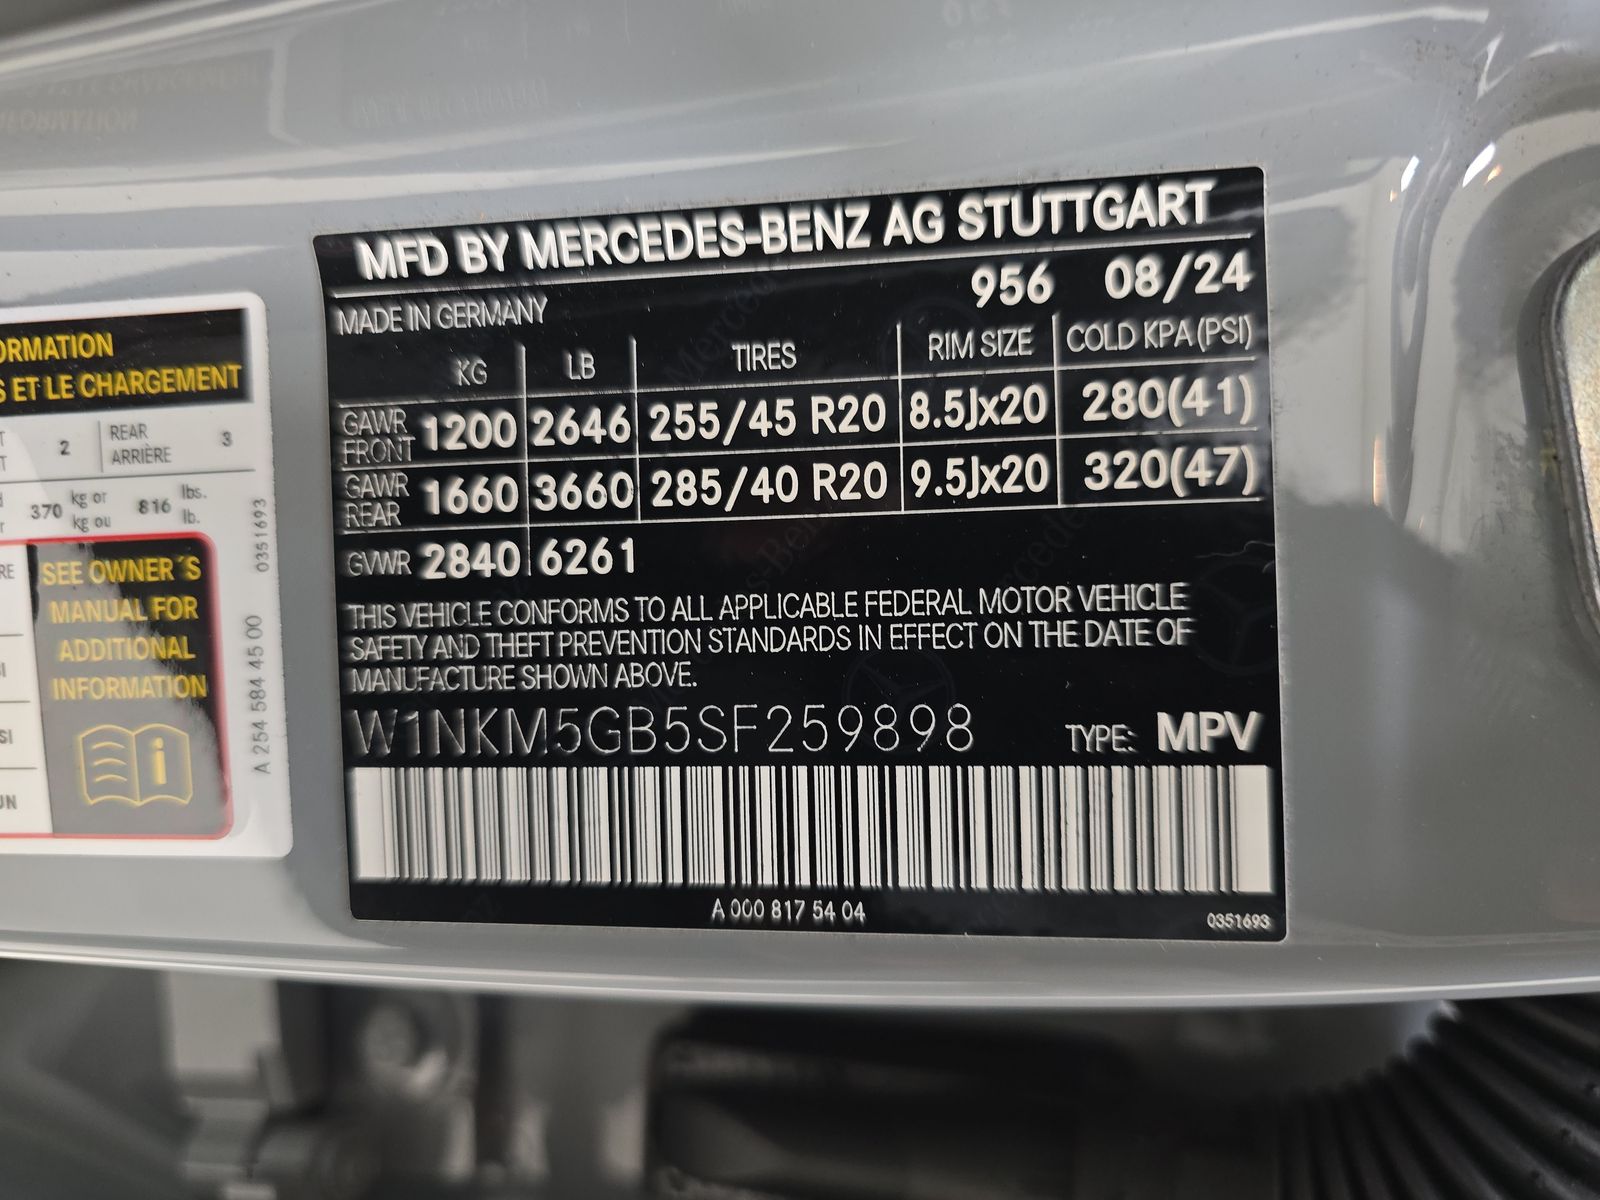 ORMATION
S ET LE CHARGEMENT
2 REAR 3
ARRIÈRE
370 kg or 816 lbs.
kg ou lb.
SEE OWNER´S
MANUAL FOR
ADDITIONAL
INFORMATION
0351693
A 254 584 45 00
MFD BY MERCEDES-BENZ AG STUTTGART
956 08/24
MADE IN GERMANY
KG LB TIRES RIM SIZE COLD KPA(PSI)
GAWR FRONT 1200 2646 255/45 R20 8.5Jx20 280(41)
GAWR REAR 1660 3660 285/40 R20 9.5Jx20 320(47)
GVWR 2840 6261
THIS VEHICLE CONFORMS TO ALL APPLICABLE FEDERAL MOTOR VEHICLE
SAFETY AND THEFT PREVENTION STANDARDS IN EFFECT ON THE DATE OF
MANUFACTURE SHOWN ABOVE.
W1NKM5GB5SF259898 TYPE: MPV
A 000 817 54 04
0351693